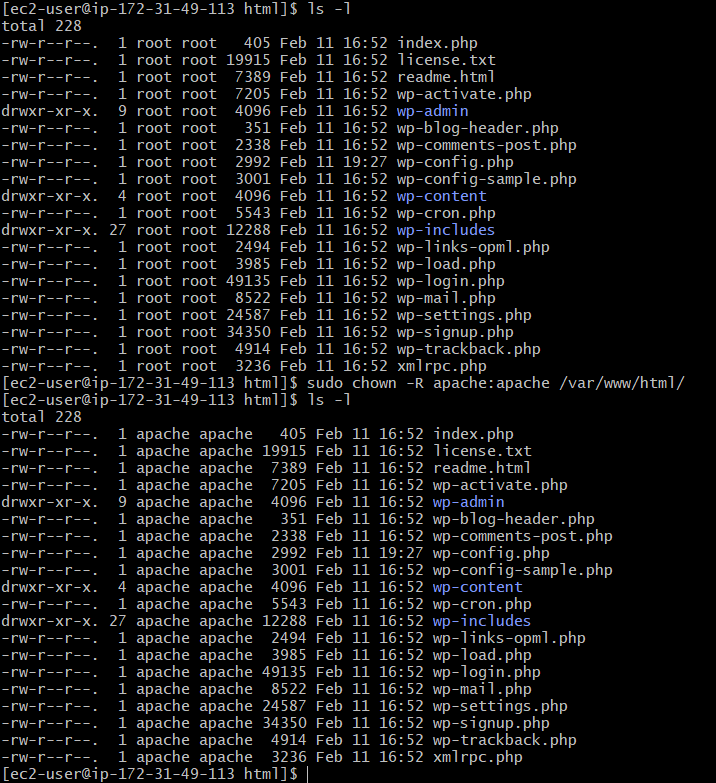 [ec2-user@ip-172-31-49-113 html]$ ls -l
total 228
-rw-r--r--.  1 root root   405 Feb 11 16:52 index.php
-rw-r--r--.  1 root root 19915 Feb 11 16:52 license.txt
-rw-r--r--.  1 root root  7389 Feb 11 16:52 readme.html
-rw-r--r--.  1 root root  7205 Feb 11 16:52 wp-activate.php
drwxr-xr-x.  9 root root  4096 Feb 11 16:52 wp-admin
-rw-r--r--.  1 root root   351 Feb 11 16:52 wp-blog-header.php
-rw-r--r--.  1 root root  2338 Feb 11 16:52 wp-comments-post.php
-rw-r--r--.  1 root root  2992 Feb 11 19:27 wp-config.php
-rw-r--r--.  1 root root  3001 Feb 11 16:52 wp-config-sample.php
drwxr-xr-x.  4 root root  4096 Feb 11 16:52 wp-content
-rw-r--r--.  1 root root  5543 Feb 11 16:52 wp-cron.php
drwxr-xr-x. 27 root root 12288 Feb 11 16:52 wp-includes
-rw-r--r--.  1 root root  2494 Feb 11 16:52 wp-links-opml.php
-rw-r--r--.  1 root root  3985 Feb 11 16:52 wp-load.php
-rw-r--r--.  1 root root 49135 Feb 11 16:52 wp-login.php
-rw-r--r--.  1 root root  8522 Feb 11 16:52 wp-mail.php
-rw-r--r--.  1 root root 24587 Feb 11 16:52 wp-settings.php
-rw-r--r--.  1 root root 34350 Feb 11 16:52 wp-signup.php
-rw-r--r--.  1 root root  4914 Feb 11 16:52 wp-trackback.php
-rw-r--r--.  1 root root  3236 Feb 11 16:52 xmlrpc.php
[ec2-user@ip-172-31-49-113 html]$ sudo chown -R apache:apache /var/www/html/
[ec2-user@ip-172-31-49-113 html]$ ls -l
total 228
-rw-r--r--.  1 apache apache   405 Feb 11 16:52 index.php
-rw-r--r--.  1 apache apache 19915 Feb 11 16:52 license.txt
-rw-r--r--.  1 apache apache  7389 Feb 11 16:52 readme.html
-rw-r--r--.  1 apache apache  7205 Feb 11 16:52 wp-activate.php
drwxr-xr-x.  9 apache apache  4096 Feb 11 16:52 wp-admin
-rw-r--r--.  1 apache apache   351 Feb 11 16:52 wp-blog-header.php
-rw-r--r--.  1 apache apache  2338 Feb 11 16:52 wp-comments-post.php
-rw-r--r--.  1 apache apache  2992 Feb 11 19:27 wp-config.php
-rw-r--r--.  1 apache apache  3001 Feb 11 16:52 wp-config-sample.php
drwxr-xr-x.  4 apache apache  4096 Feb 11 16:52 wp-content
-rw-r--r--.  1 apache apache  5543 Feb 11 16:52 wp-cron.php
drwxr-xr-x. 27 apache apache 12288 Feb 11 16:52 wp-includes
-rw-r--r--.  1 apache apache  2494 Feb 11 16:52 wp-links-opml.php
-rw-r--r--.  1 apache apache  3985 Feb 11 16:52 wp-load.php
-rw-r--r--.  1 apache apache 49135 Feb 11 16:52 wp-login.php
-rw-r--r--.  1 apache apache  8522 Feb 11 16:52 wp-mail.php
-rw-r--r--.  1 apache apache 24587 Feb 11 16:52 wp-settings.php
-rw-r--r--.  1 apache apache 34350 Feb 11 16:52 wp-signup.php
-rw-r--r--.  1 apache apache  4914 Feb 11 16:52 wp-trackback.php
-rw-r--r--.  1 apache apache  3236 Feb 11 16:52 xmlrpc.php
[ec2-user@ip-172-31-49-113 html]$